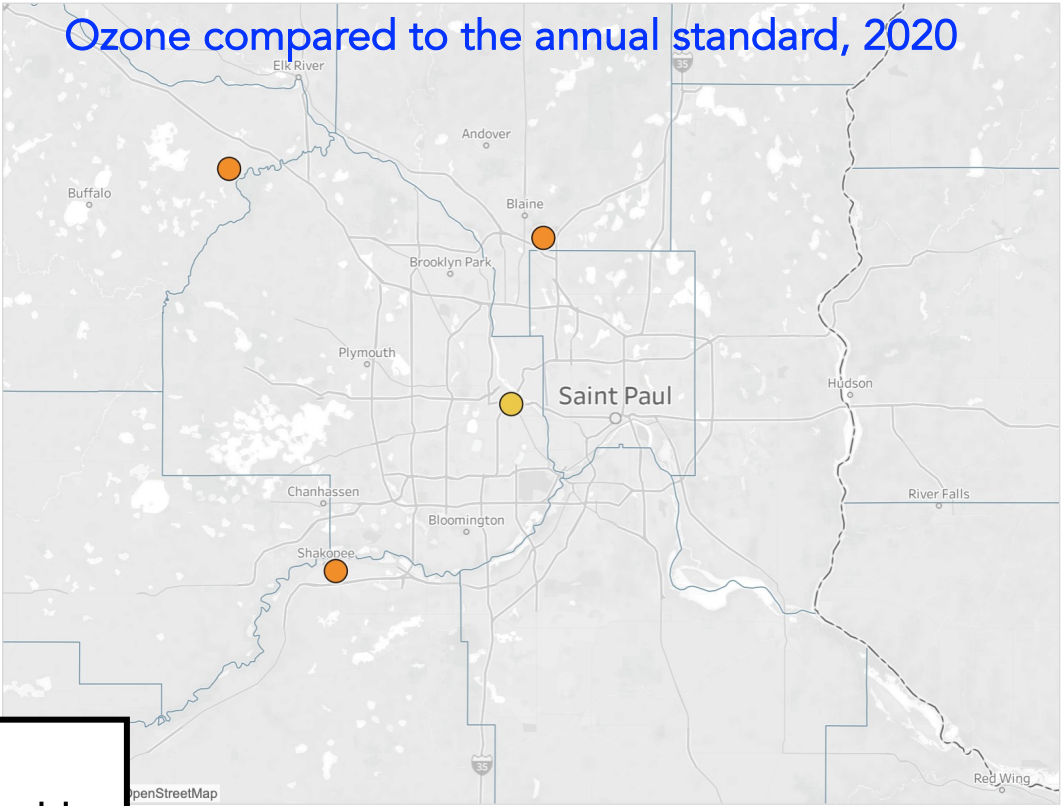 Ozone compared to the annual standard, 2020
Elk River
35
Andover
Buffalo
Blaine
Brooklyn Park
Plymouth
Saint Paul
Hudson
Chanhassen
River Falls
Bloomington
Shakopee
35
Red Wing
OpenStreetMap